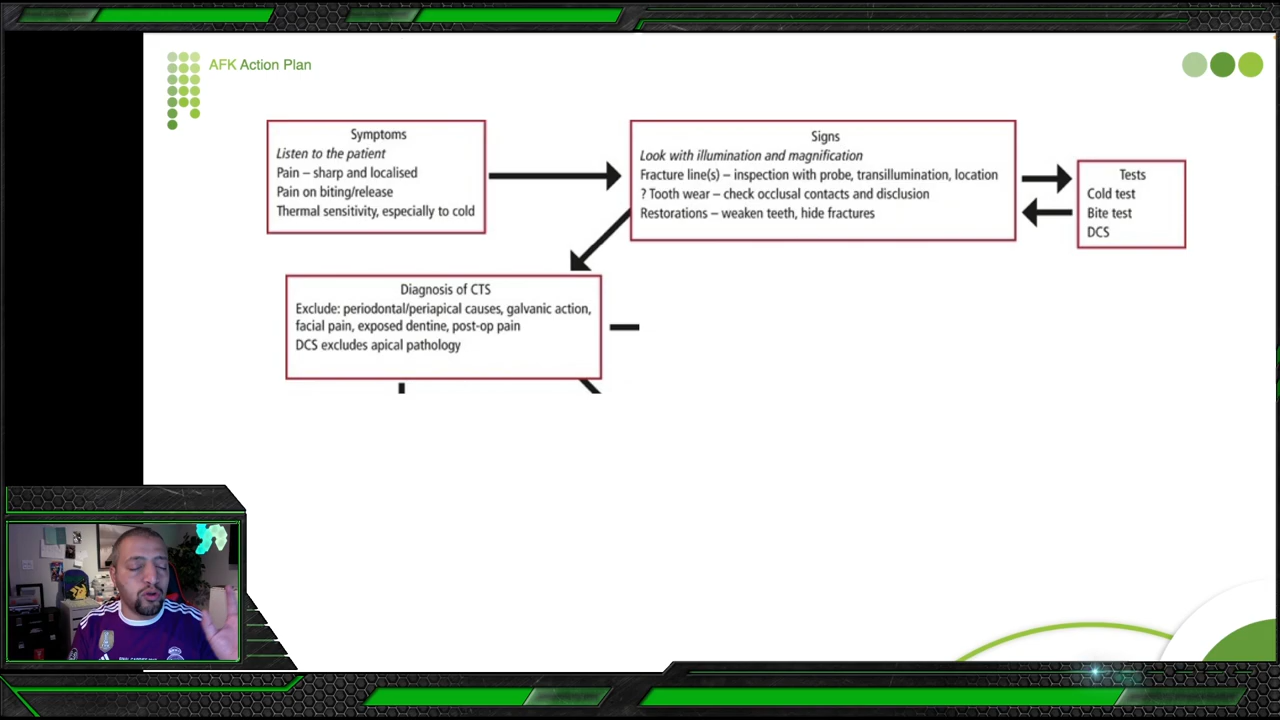 AFK Action Plan
Symptoms
Listen to the patient
Pain – sharp and localised
Pain on biting/release
Thermal sensitivity, especially to cold
Signs
Look with illumination and magnification
Fracture line(s) – inspection with probe, transillumination, location
? Tooth wear – check occlusal contacts and disclusion
Restorations – weaken teeth, hide fractures
Tests
Cold test
Bite test
DCS
Diagnosis of CTS
Exclude: periodontal/periapical causes, galvanic action,
facial pain, exposed dentine, post-op pain
DCS excludes apical pathology